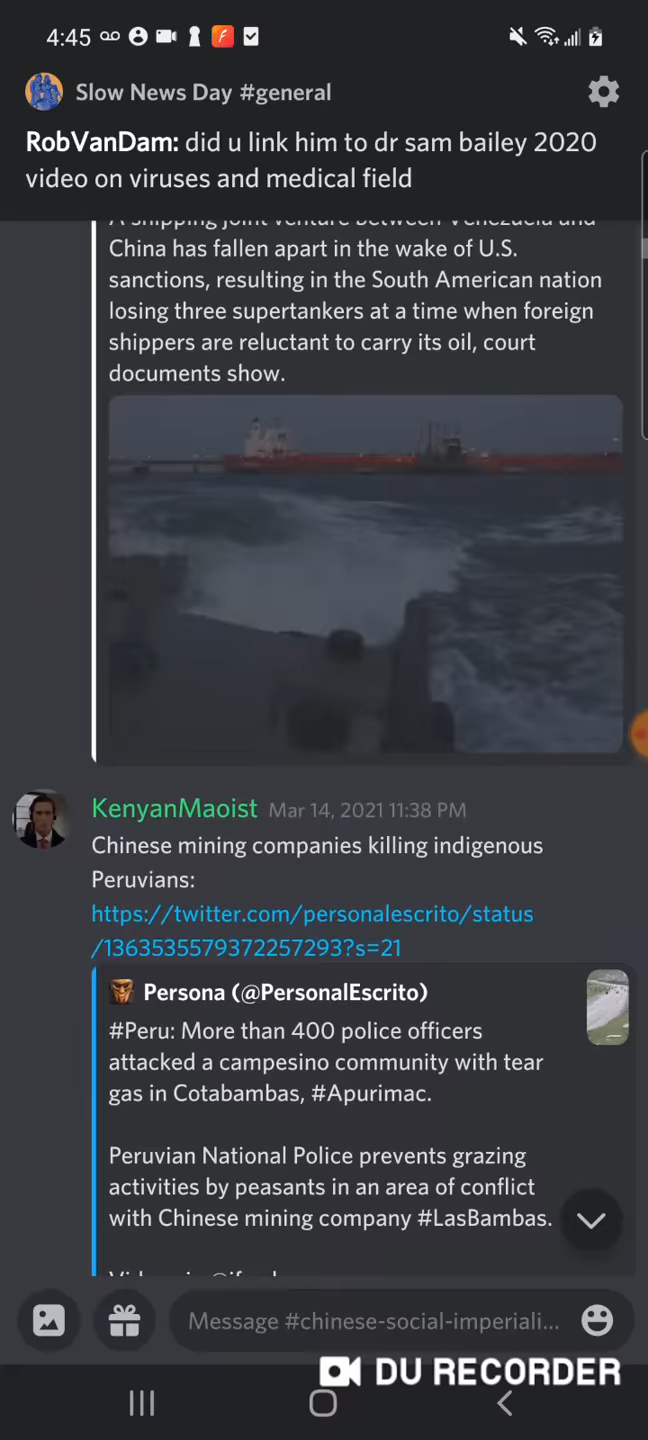 4:45
Slow News Day #general
RobVanDam: did u link him to dr sam bailey 2020
video on viruses and medical field
A shipping joint venture between Venezuela and
China has fallen apart in the wake of U.S.
sanctions, resulting in the South American nation
losing three supertankers at a time when foreign
shippers are reluctant to carry its oil, court
documents show.
KenyanMaoist Mar 14, 2021 11:38 PM
Chinese mining companies killing indigenous
Peruvians:
https://twitter.com/personalescrito/status
/1363535579372257293?s=21
Persona (@PersonalEscrito)
#Peru: More than 400 police officers
attacked a campesino community with tear
gas in Cotabambas, #Apurimac.
Peruvian National Police prevents grazing
activities by peasants in an area of conflict
with Chinese mining company #LasBambas.
Message #chinese-social-imperiali...
DU RECORDER